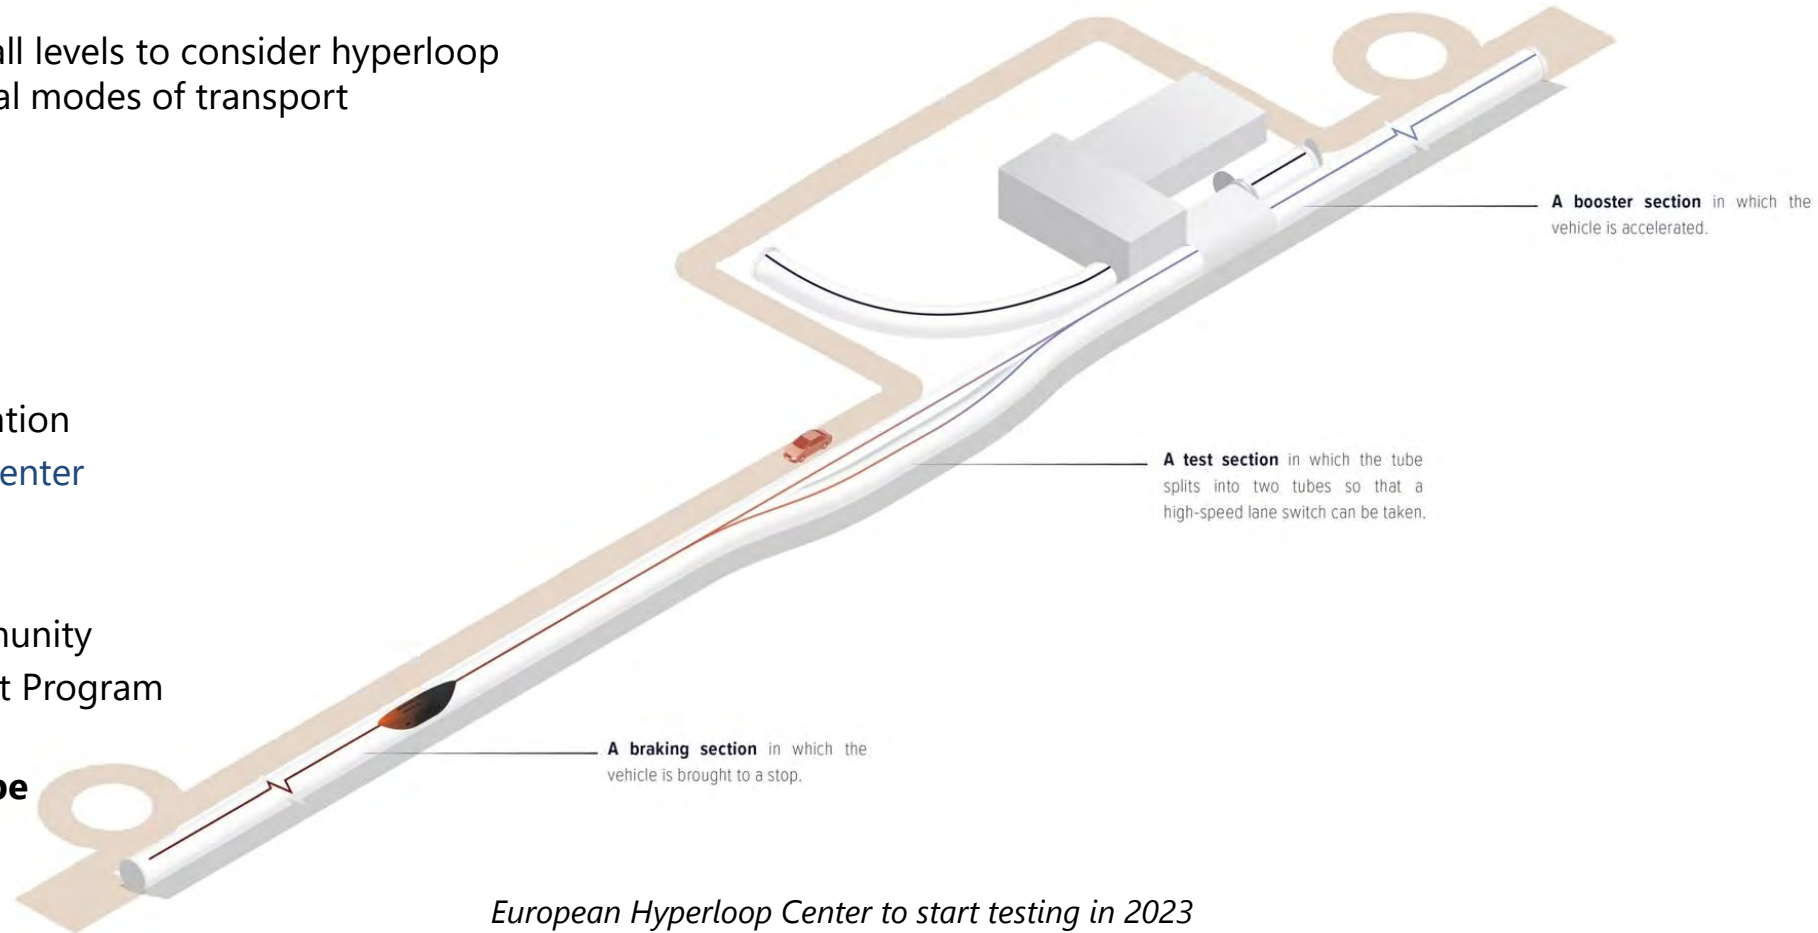 all levels to consider hyperloop
al modes of transport
A booster section in which the
vehicle is accelerated.
ation
enter
A test section in which the tube
splits into two tubes so that a
high-speed lane switch can be taken.
nunity
t Program
A braking section in which the
vehicle is brought to a stop.
pe
European Hyperloop Center to start testing in 2023